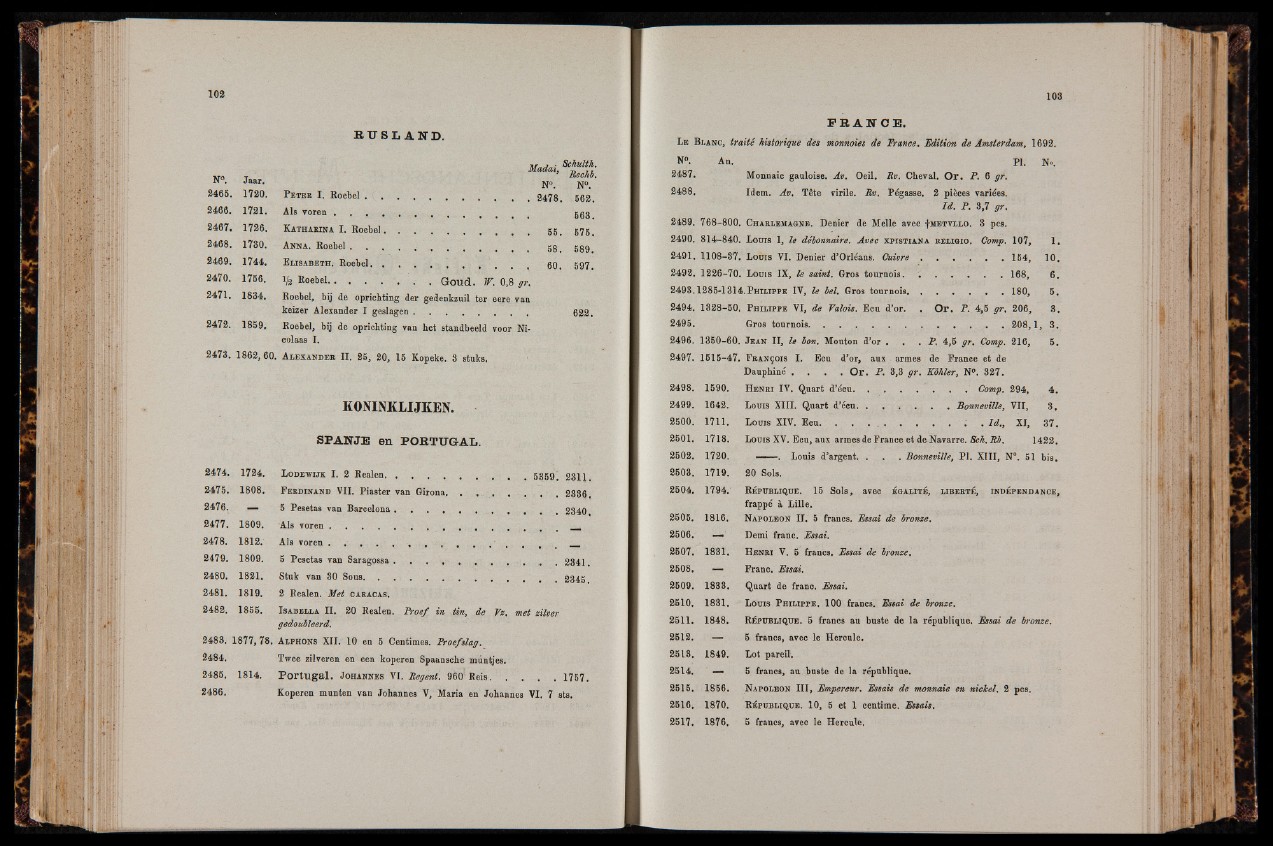 102
RUSLAND.
Madai, Schulth. Rechb.
N°. Jaar. N°. N°.
2465. 1720. PETER I. Roebel . . . . . . . . . . . 2478. 562.
2466. 1721. Als voren . . . . . . . . . . . . . 563.
2467. 1726. KATHARINA I. Roebel . . . . . . . . . . 55. 575.
2468. 1730. ANNA. Roebel . . . . . . . . . . . . 58. 589.
2469. 1744. ELISABETH. Roebel. . . . . . . . . . . 60. 597.
2470. 1756. 1/2 Roebel. . . . . . . . Goud. W. 0,8 gr.
2471. 1834. Roebel, bij de oprichting der gedenkzuil ter eere van
keizer Alexander I geslagen . . . . . . . . 622.
2472. 1859. Roebel, bij de oprichting van het standbeeld voor Ni-
colaas I.
2473. 1862, 60. ALEXANDER II. 25, 20, 15 Kopeke. 3 stuks.
KONINKLIJKEN.
SPANJE en PORTUGAL.
2474. 1724. LODEWIJK I. 2 Realen. . . . . . . . . . 5359. 2311.
2475. 1808. FERDINAND VII. Piaster van Girona. . . . . . . . 2336.
2476. — 5 Pesetas van Barcelona . . . . . . . . . . . 2340.
2477. 1809. Als voren . . . . . . . . . . . . . . . —
2478. 1812. Als voren . . . . . . . . . . . . . . . —
2479. 1809. 5 Pesetas van Saragossa . . . . . . . . . . . 2341.
2480. 1821. Stuk van 30 Sous. . . . . . . . . . . . . 2345.
2481. 1819. 2 Realen. Met CARACAS.
2482. 1855. ISABELLA II. 20 Realen. Proef in tin, de Vz. met zilver
gedoubleerd.
2483. 1877, 78. ALPHONS XII. 10 en 5 Centimes. Proefslag.
2484. Twee zilveren en een koperen Spaansche muntjes.
2485. 1814. Portugal. JOHANNES VI. Regent. 960 Reis . . . . . 1757.
2486. Koperen munten van Johannes V, Maria en Johannes VI. 7 sts.
103
FRANCE.
LE BLANC, traité historique des monnoies de France. Edition de Amsterdam, 1692.
N°. An. Pl. N°.
2487. Monnaie gauloise. Av. Oeil. Rv. Cheval. Or. P. 6 gr.
2488. Idem. Av. Tête virile. Rv. Pégasse. 2 pièces variées.
Id. P. 3,7 gr.
2489. 768-800. CHARLEMAGNE. Denier de Melle avec †METVLLO. 3 pcs.
2490. 814-840. LOUIS I, le débonnaire. Avec XPISTIANA RELIGIO. Comp. 107, 1.
2491. 1108-37. LOUIS VI. Denier d'Orléans. Cuivre . . . . . . 154, 10.
2492. 1226-70. LOUIS IX, le saint. Gros tournois. . . . . . . 168, 6.
2493. 1285-1314. PHILIPPE IV, le bel. Gros tournois. . . . . . . 180, 5.
2494. 1328-50. PHILIPPE VI, de Valois. Ecu d'or. . Or. P. 4,5 gr. 206, 3.
2495. Gros tournois. . . . . . . . . . . . . 208,1, 3.
2496. 1350-60. JEAN II, le bon. Mouton d'or . . . P. 4,5 gr. Comp. 216, 5.
2497. 1515-47. FRANÇOIS I. Ecu d'or, aux armes de France et de
Dauphiné . . . . Or. P. 3,3 gr. Köhler, N°. 327.
2498. 1590. HENRI IV. Quart d'écu. . . . . . . . Comp. 294, 4.
2499. 1642. LOUIS XIII. Quart d'écu. . . . . . . Bonneville, VII, 3.
2500. 1711. LOUIS XIV. Ecu. . . . . . . . . . . Id., XI, 37.
2501. 1718. LOUIS XV. Ecu, aux armes de France et de Navarre. Sch. Rb. 1422.
2502. 1720. ——. Louis d'argent. . . . Bonneville, Pl. XIII, N°. 51 bis.
2503. 1719. 20 Sols.
2504. 1794. RÉPUBLIQUE. 15 Sols, avec ÉGALITÉ, LIBERTÉ, INDÉPENDANCE,
frappé à Lille.
2505. 1816. NAPOLEON II. 5 francs. Essai de bronze.
2506. — Demi franc. Essai.
2507. 1831. HENRI V. 5 francs. Essai de bronze.
2508. — Franc. Essai.
2509. 1833. Quart de franc. Essai.
2510. 1831. LOUIS PHILIPPE. 100 francs. Essai de bronze.
2511. 1848. RÉPUBLIQUE. 5 francs au buste de la république. Essai de bronze.
2512. — 5 francs, avec le Hercule.
2513. 1849. Lot pareil.
2514. — 5 francs, au buste de la république.
2515. 1856. NAPOLEON III, Empereur. Essais de monnaie en nickel. 2 pcs.
2516. 1870. RÉPUBLIQUE. 10, 5 et 1 centime. Essais.
2517. 1876. 5 francs, avec le Hercule.